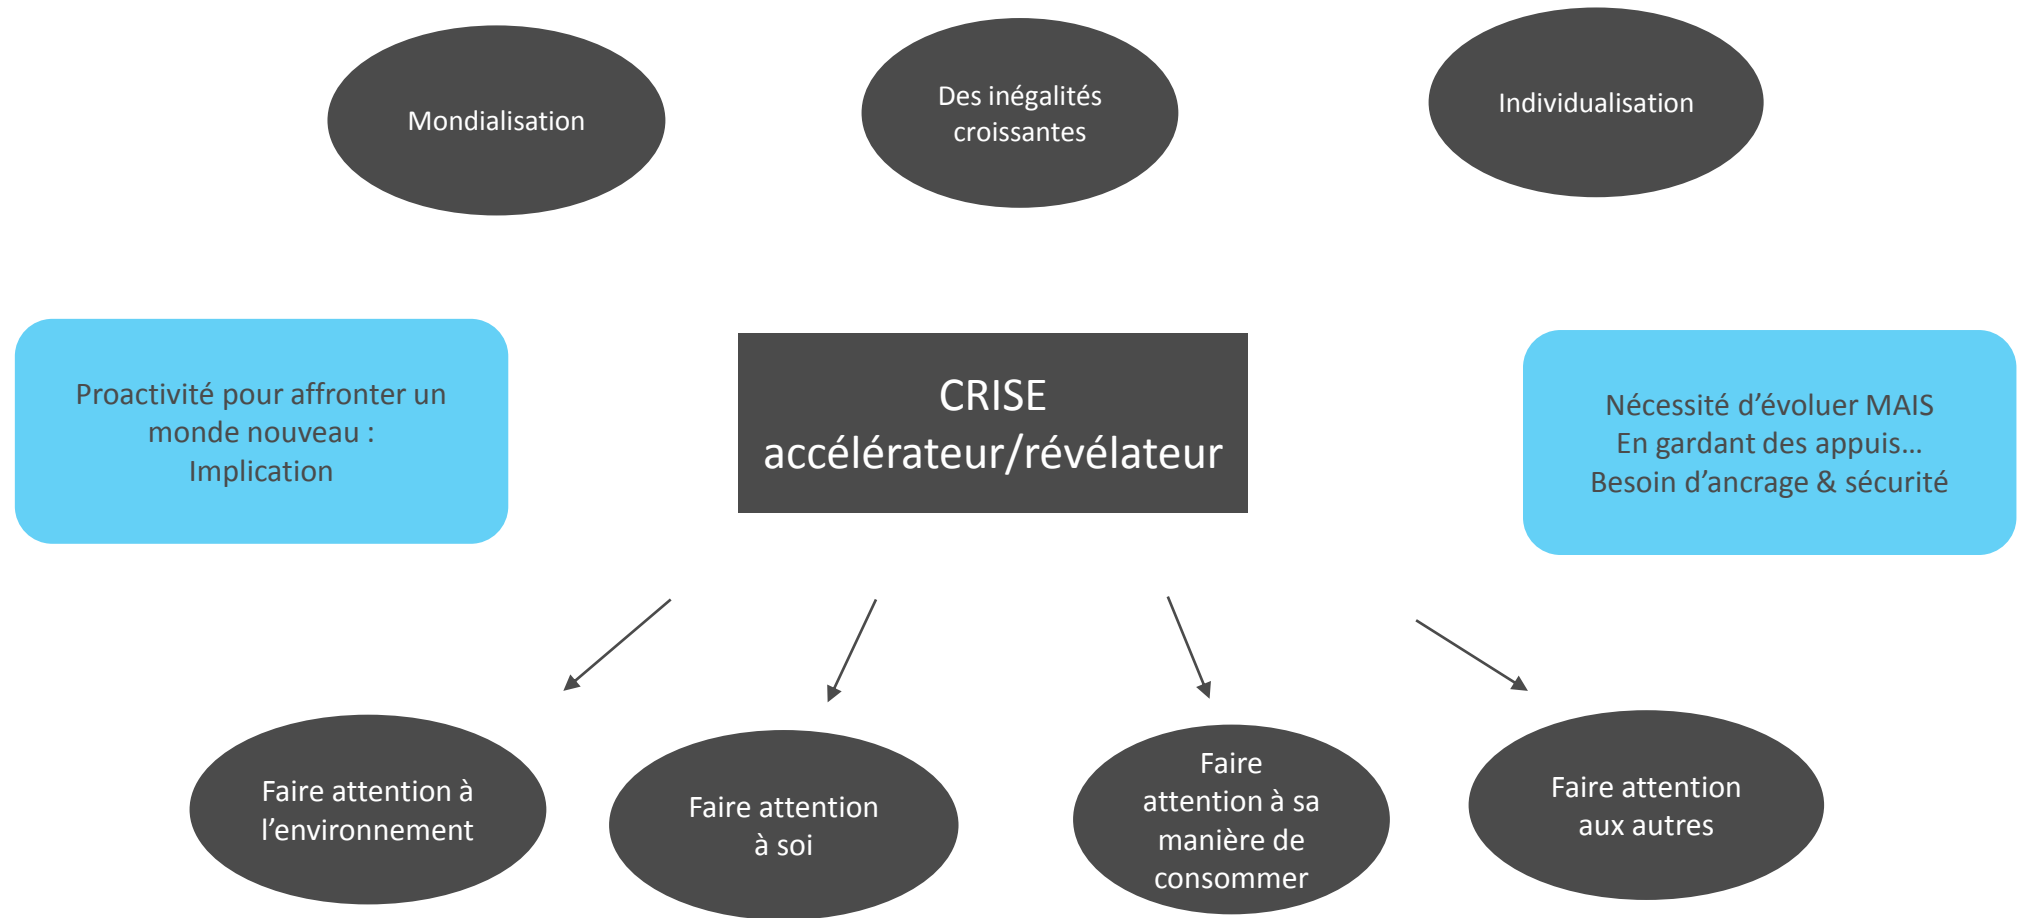 Mondialisation
Des inégalités
croissantes
Individualisation
Proactivité pour affronter un
monde nouveau :
Implication
CRISE
accélérateur/révélateur
Nécessité d’évoluer MAIS
En gardant des appuis…
Besoin d’ancrage & sécurité
Faire attention à
l’environnement
Faire attention
à soi
Faire
attention à sa
manière de
consommer
Faire attention
aux autres